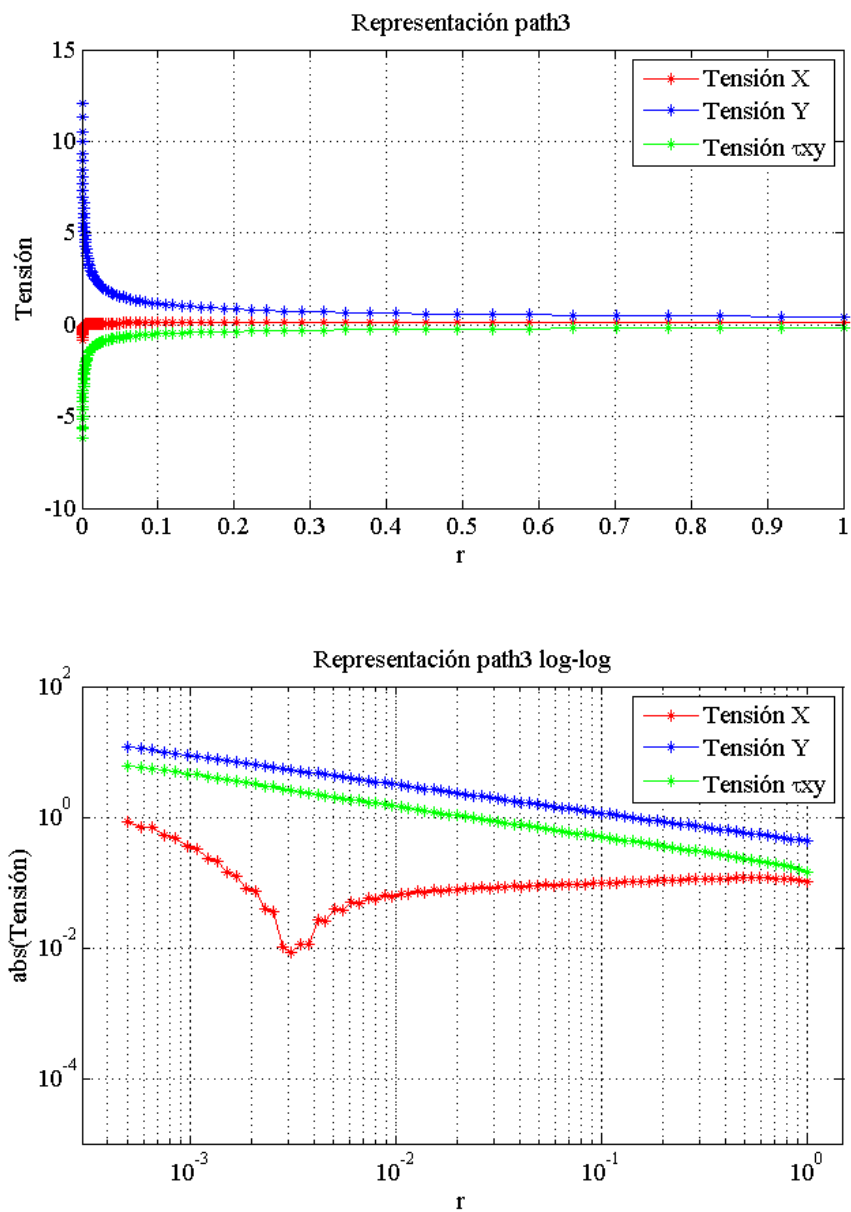 Representación path3
15
10
5
0
-5
-10
Tensión
Tensión X
Tensión Y
Tensión τxy
0 0.1 0.2 0.3 0.4 0.5 0.6 0.7 0.8 0.9 1
r
Representación path3 log-log
10^2
10^0
10^-2
10^-4
abs(Tensión)
Tensión X
Tensión Y
Tensión τxy
10^-3 10^-2 10^-1 10^0
r